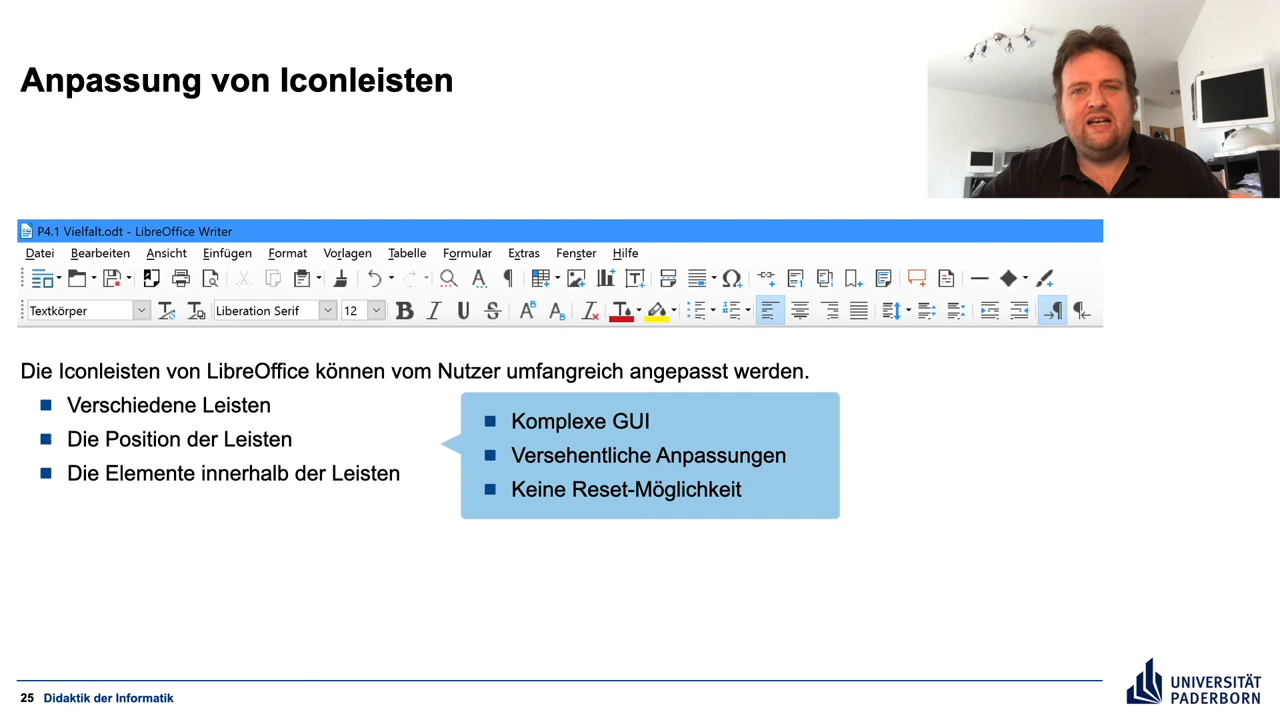 Anpassung von Iconleisten
P4.1 Vielfalt.odt - LibreOffice Writer
Datei Bearbeiten Ansicht Einfügen Format Vorlagen Tabelle Formular Extras Fenster Hilfe
Textkörper Liberation Serif 12
Die Iconleisten von LibreOffice können vom Nutzer umfangreich angepasst werden.
Verschiedene Leisten
Die Position der Leisten
Die Elemente innerhalb der Leisten
Komplexe GUI
Versehentliche Anpassungen
Keine Reset-Möglichkeit
25 Didaktik der Informatik
UNIVERSITÄT
PADERBORN